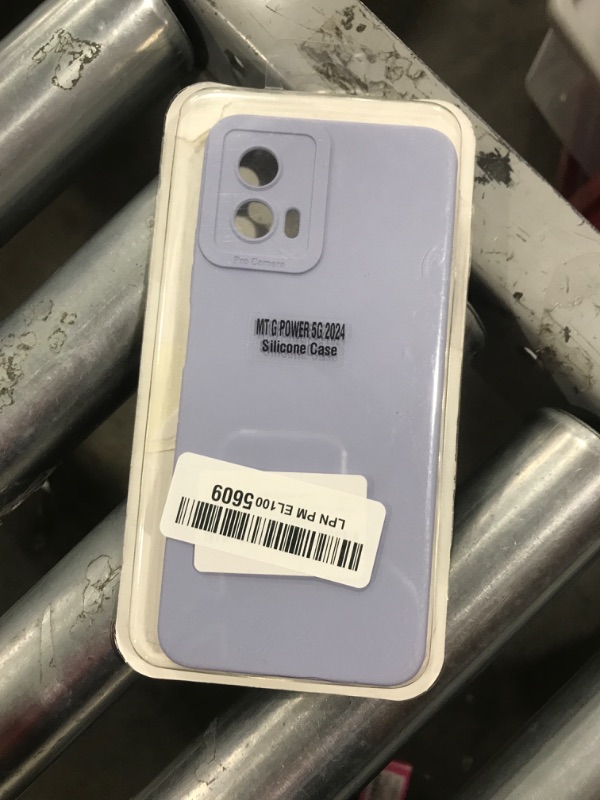 Pro Camera
MT G POWER 5G 2024
Silicone Case
LPN PM EL100 5609